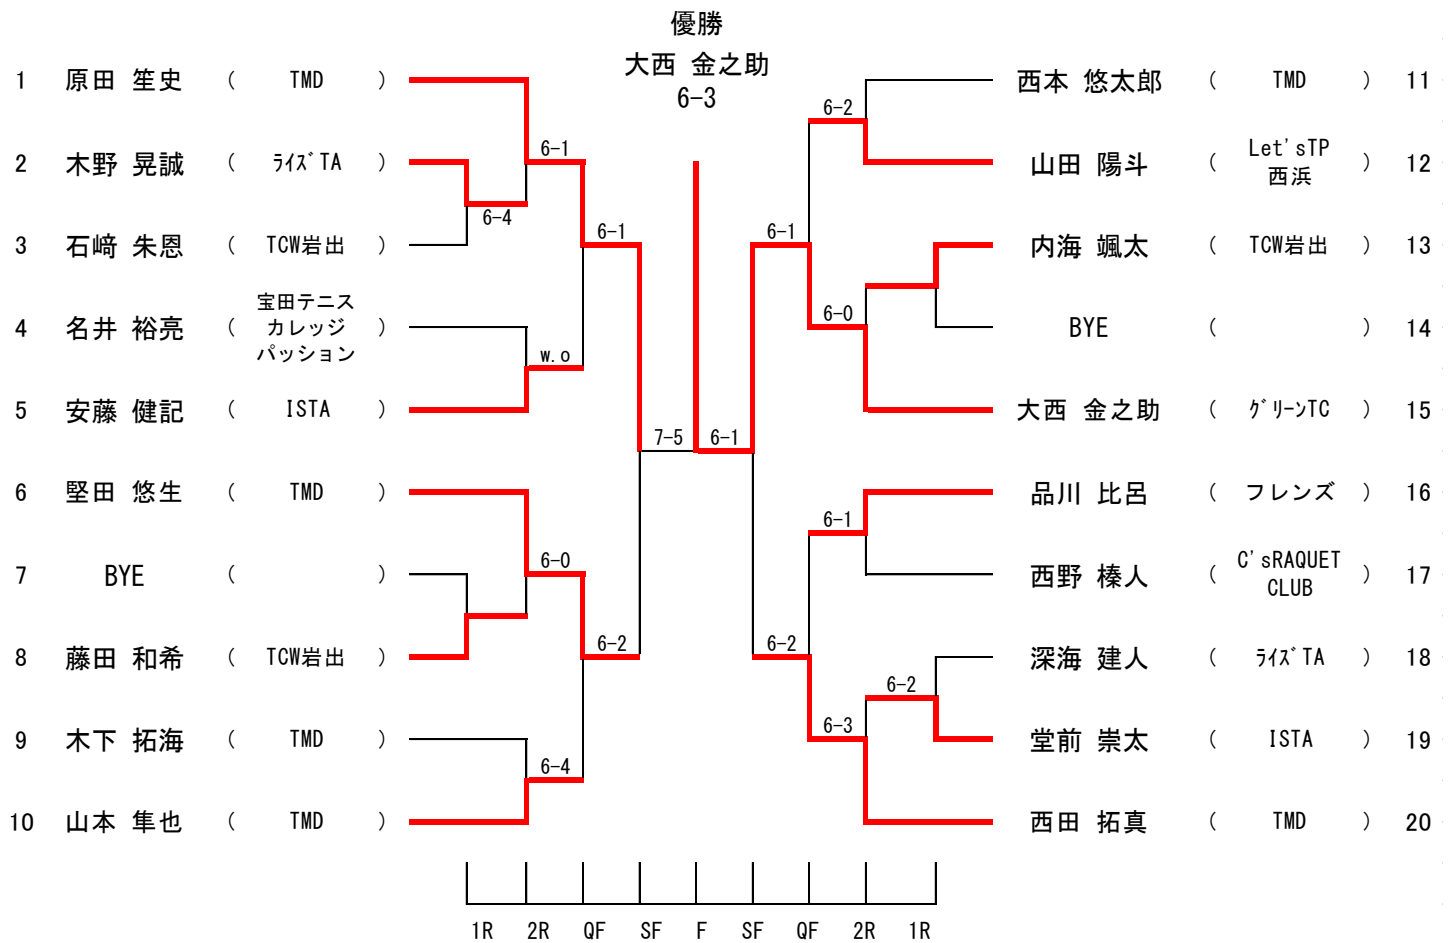 優勝
大西 金之助
6-3
1 原田 笙史 ( TMD )
2 木野 晃誠 ( ﾗｲｽﾞTA )
3 石﨑 朱恩 ( TCW岩出 )
4 名井 裕亮 ( 宝田テニス
カレッジ
パッション )
5 安藤 健記 ( ISTA )
6 堅田 悠生 ( TMD )
7 BYE ( )
8 藤田 和希 ( TCW岩出 )
9 木下 拓海 ( TMD )
10 山本 隼也 ( TMD )
6-4
6-1
w.o
6-0
6-4
6-1
6-2
7-5
6-1
6-1
6-2
6-2
6-0
6-1
6-3
6-2
西本 悠太郎 ( TMD ) 11
山田 陽斗 ( Let'sTP
西浜 ) 12
内海 颯太 ( TCW岩出 ) 13
BYE ( ) 14
大西 金之助 ( ｸﾞﾘｰﾝTC ) 15
品川 比呂 ( フレンズ ) 16
西野 榛人 ( C'sRAQUET
CLUB ) 17
深海 建人 ( ﾗｲｽﾞTA ) 18
堂前 崇太 ( ISTA ) 19
西田 拓真 ( TMD ) 20
1R 2R QF SF F SF QF 2R 1R